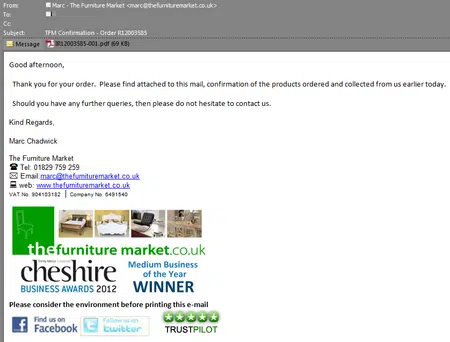 From: Marc - The Furniture Market <marc@thefurnituremarket.co.uk>
To:
Cc:
Subject: TFM Confirmation - Order R12003585
Message R12003585-001.pdf (69 KB)
Good afternoon,
Thank you for your order. Please find attached to this mail, confirmation of the products ordered and collected from us earlier today.
Should you have any further queries, then please do not hesitate to contact us.
Kind Regards,
Marc Chadwick
The Furniture Market
Tel: 01829 759 259
Email:marc@thefurnituremarket.co.uk
web: www.thefurnituremarket.co.uk
VAT No. 904103182 | Company No. 6491540
thefurniture market.co.uk
cheshire
BUSINESS AWARDS 2012
Medium Business
of the Year
WINNER
Please consider the environment before printing this e-mail
Find us on
Facebook
Follow us on
twitter
TRUSTPILOT